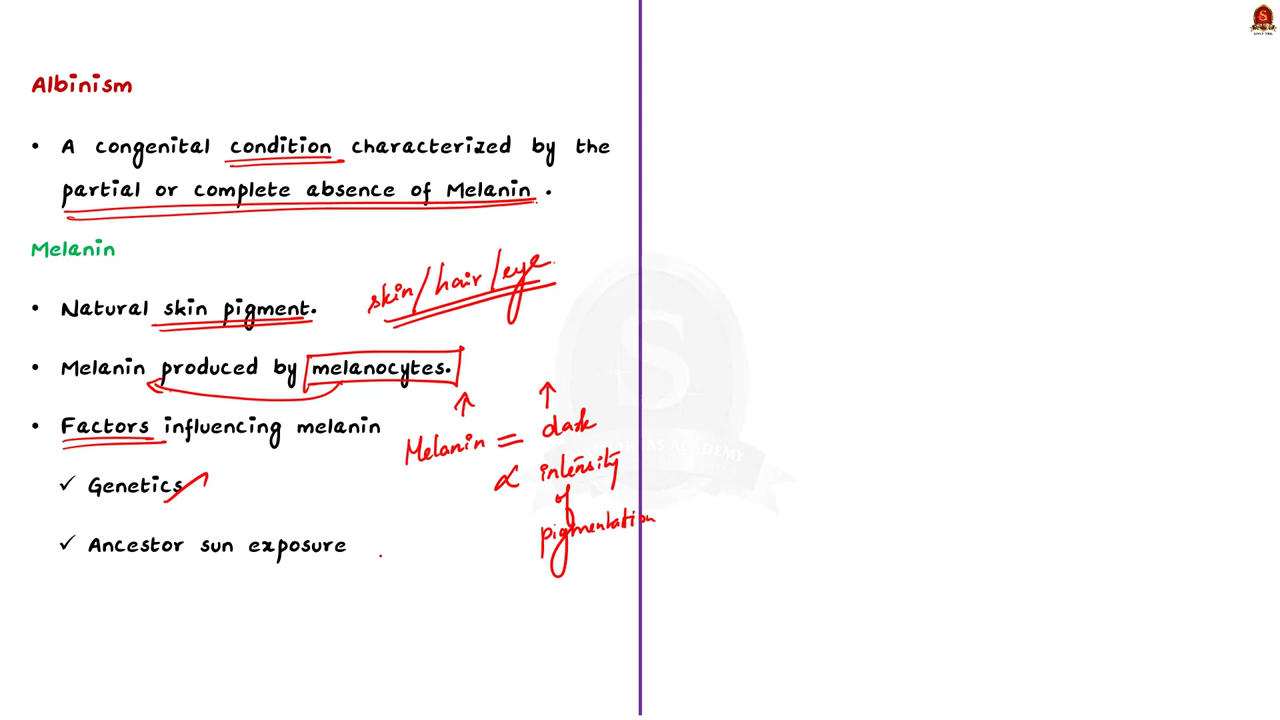 Albinism
• A congenital condition characterized by the
partial or complete absence of Melanin .
Melanin
skin/hair/eye
• Natural skin pigment.
• Melanin produced by melanocytes.
• Factors influencing melanin
↑ ↑
Melanin = dark
∝ intensity
of
pigmentation
✓ Genetics
✓ Ancestor sun exposure
S